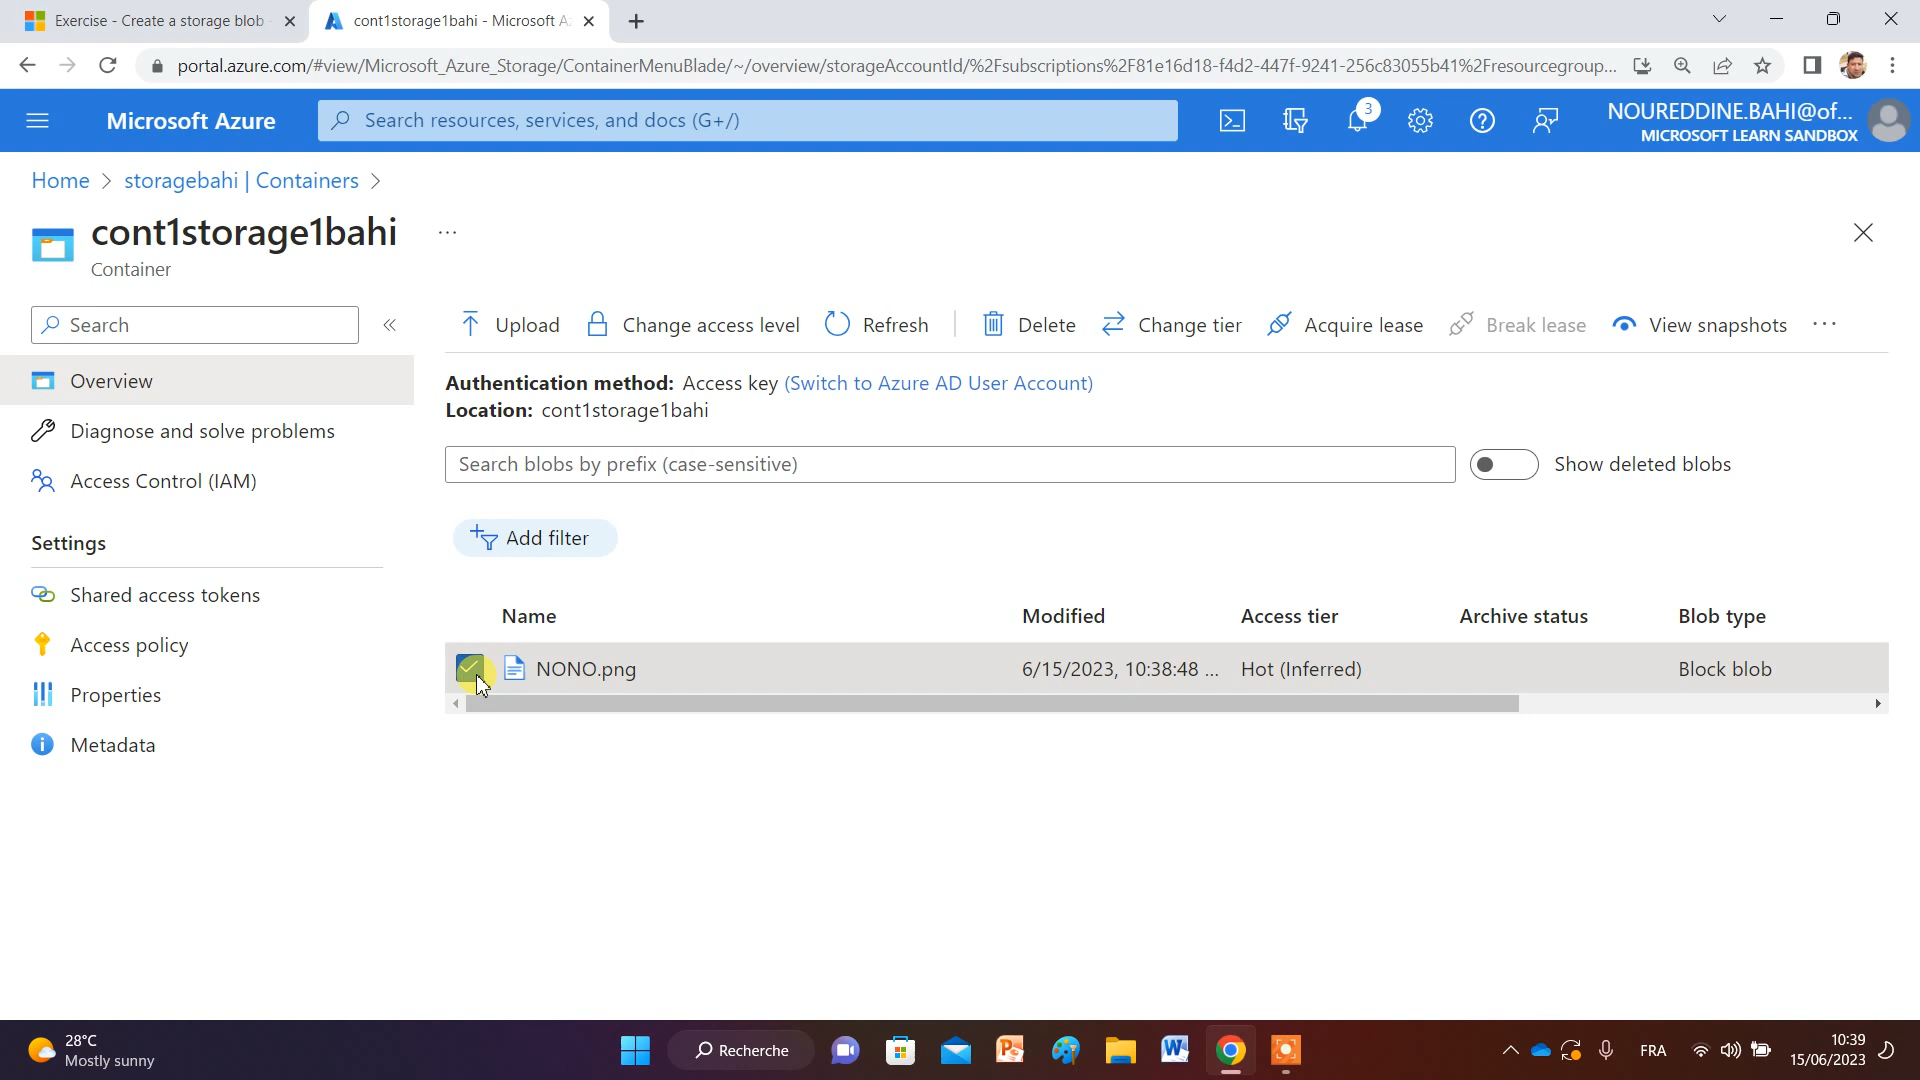 Exercise - Create a storage blob
cont1storage1bahi - Microsoft A
portal.azure.com/#view/Microsoft_Azure_Storage/ContainerMenuBlade/~/overview/storageAccountId/%2Fsubscriptions%2F81e16d18-f4d2-447f-9241-256c83055b41%2Fresourcegroup...
Microsoft Azure
Search resources, services, and docs (G+/)
3
NOUREDDINE.BAHI@of...
MICROSOFT LEARN SANDBOX
Home > storagebahi | Containers >
cont1storage1bahi ...
Container
Search «
Upload Change access level Refresh Delete Change tier Acquire lease Break lease View snapshots ...
Overview
Diagnose and solve problems
Access Control (IAM)
Settings
Shared access tokens
Access policy
Properties
Metadata
Authentication method: Access key (Switch to Azure AD User Account)
Location: cont1storage1bahi
Search blobs by prefix (case-sensitive)
Show deleted blobs
Add filter
Name Modified Access tier Archive status Blob type
NONO.png 6/15/2023, 10:38:48 ... Hot (Inferred) Block blob
28°C
Mostly sunny
Recherche
FRA
10:39
15/06/2023